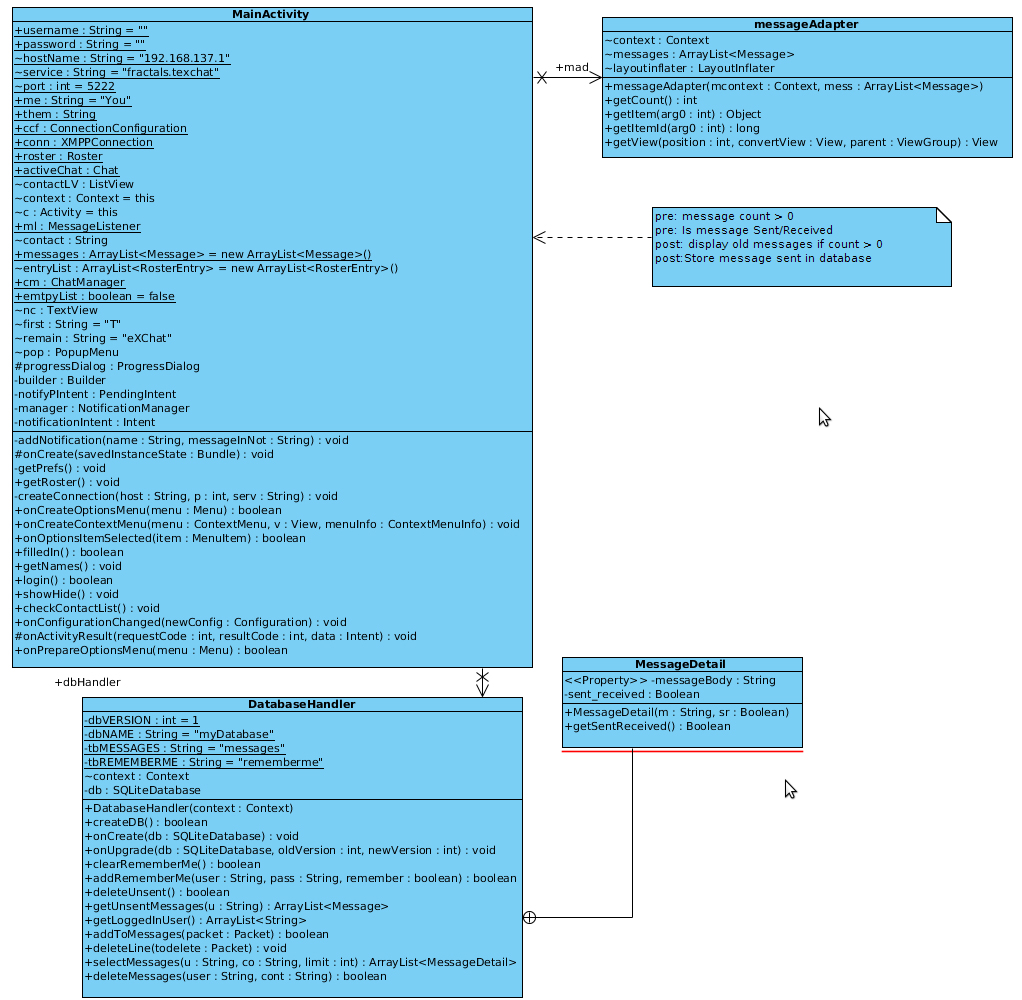 MainActivity
+username : String = ""
+password : String = ""
~hostName : String = "192.168.137.1"
~service : String = "fractals.texchat"
~port : int = 5222
+me : String = "You"
+them : String
+ccf : ConnectionConfiguration
+conn : XMPPConnection
+roster : Roster
+activeChat : Chat
~contactLV : ListView
~context : Context = this
~c : Activity = this
+ml : MessageListener
~contact : String
~messages : ArrayList<Message> = new ArrayList<Message>()
~entryList : ArrayList<RosterEntry> = new ArrayList<RosterEntry>()
+cm : ChatManager
+emtpyList : boolean = false
~nc : TextView
~first : String = "T"
~remain : String = "eXChat"
~pop : PopupMenu
#progressDialog : ProgressDialog
-builder : Builder
-notifyPIntent : PendingIntent
-manager : NotificationManager
-notificationIntent : Intent
-addNotification(name : String, messageInNot : String) : void
#onCreate(savedInstanceState : Bundle) : void
-getPrefs() : void
+getRoster() : void
-createConnection(host : String, p : int, serv : String) : void
+onCreateOptionsMenu(menu : Menu) : boolean
+onCreateContextMenu(menu : ContextMenu, v : View, menuInfo : ContextMenuInfo) : void
+onOptionsItemSelected(item : MenuItem) : boolean
+filledIn() : boolean
+getNames() : void
+login() : boolean
+showHide() : void
+checkContactList() : void
+onConfigurationChanged(newConfig : Configuration) : void
#onActivityResult(requestCode : int, resultCode : int, data : Intent) : void
+onPrepareOptionsMenu(menu : Menu) : boolean
+mad
messageAdapter
~context : Context
~messages : ArrayList<Message>
~layoutinflater : LayoutInflater
+messageAdapter(mcontext : Context, mess : ArrayList<Message>)
+getCount() : int
+getItem(arg0 : int) : Object
+getItemId(arg0 : int) : long
+getView(position : int, convertView : View, parent : ViewGroup) : View
pre: message count > 0
pre: Is message Sent/Received
post: display old messages if count > 0
post:Store message sent in database
+dbHandler
DatabaseHandler
-dbVERSION : int = 1
-dbNAME : String = "myDatabase"
-tbMESSAGES : String = "messages"
-tbREMEMBERME : String = "rememberme"
~context : Context
-db : SQLiteDatabase
+DatabaseHandler(context : Context)
+createDB() : boolean
+onCreate(db : SQLiteDatabase) : void
+onUpgrade(db : SQLiteDatabase, oldVersion : int, newVersion : int) : void
+clearRememberMe() : boolean
+addRememberMe(user : String, pass : String, remember : boolean) : boolean
+deleteUnsent() : boolean
+getUnsentMessages(u : String) : ArrayList<Message>
+getLoggedInUser() : ArrayList<String>
+addToMessages(packet : Packet) : boolean
+deleteLine(todelete : Packet) : void
+selectMessages(u : String, co : String, limit : int) : ArrayList<MessageDetail>
+deleteMessages(user : String, cont : String) : boolean
MessageDetail
<<Property>> -messageBody : String
-sent_received : Boolean
+MessageDetail(m : String, sr : Boolean)
+getSentReceived() : Boolean